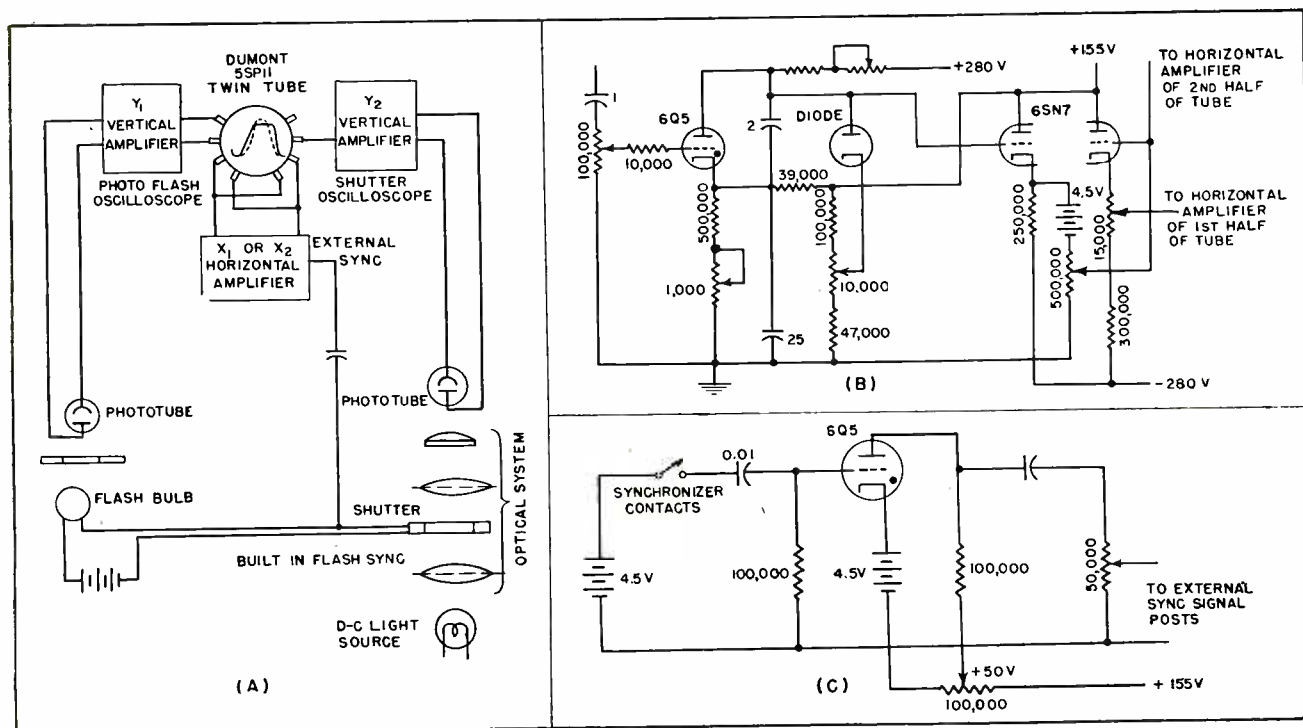 DUMONT
5SP11
TWIN TUBE
Y1
VERTICAL
AMPLIFIER
Y2
VERTICAL
AMPLIFIER
PHOTO FLASH
OSCILLOSCOPE
SHUTTER
OSCILLOSCOPE
X1 OR X2
HORIZONTAL
AMPLIFIER
EXTERNAL
SYNC
PHOTOTUBE
PHOTOTUBE
FLASH BULB
SHUTTER
BUILT IN FLASH SYNC
OPTICAL SYSTEM
D-C LIGHT
SOURCE
(A)
1
100,000
10,000
6Q5
500,000
1,000
2
25
39,000
DIODE
100,000
10,000
47,000
+280 V
6SN7
+155V
250,000
4.5V
500,000
15,000
300,000
-280 V
TO HORIZONTAL
AMPLIFIER
OF 2ND HALF
OF TUBE
TO HORIZONTAL
AMPLIFIER
OF 1ST HALF
OF TUBE
(B)
6Q5
0.01
SYNCHRONIZER
CONTACTS
4.5V
100,000
4.5V
100,000
50,000
TO EXTERNAL
SYNC SIGNAL
POSTS
+50V
100,000
+ 155V
(C)